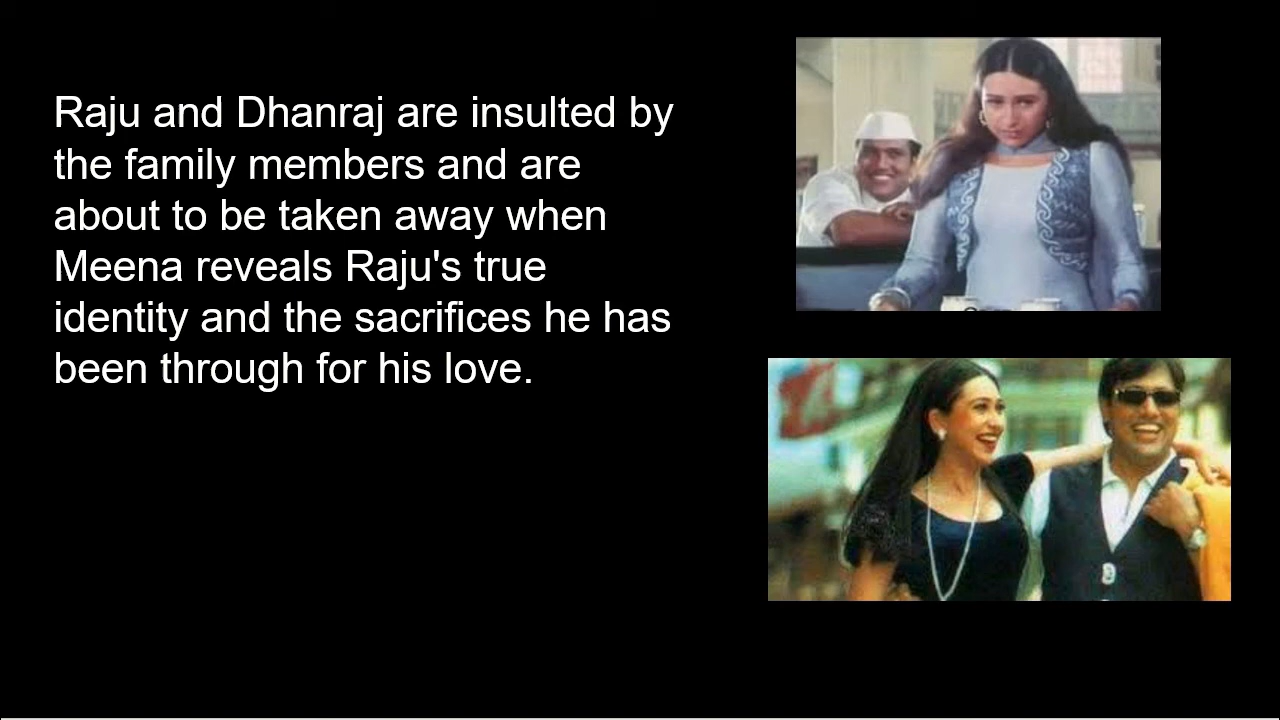 Raju and Dhanraj are insulted by
the family members and are
about to be taken away when
Meena reveals Raju's true
identity and the sacrifices he has
been through for his love.